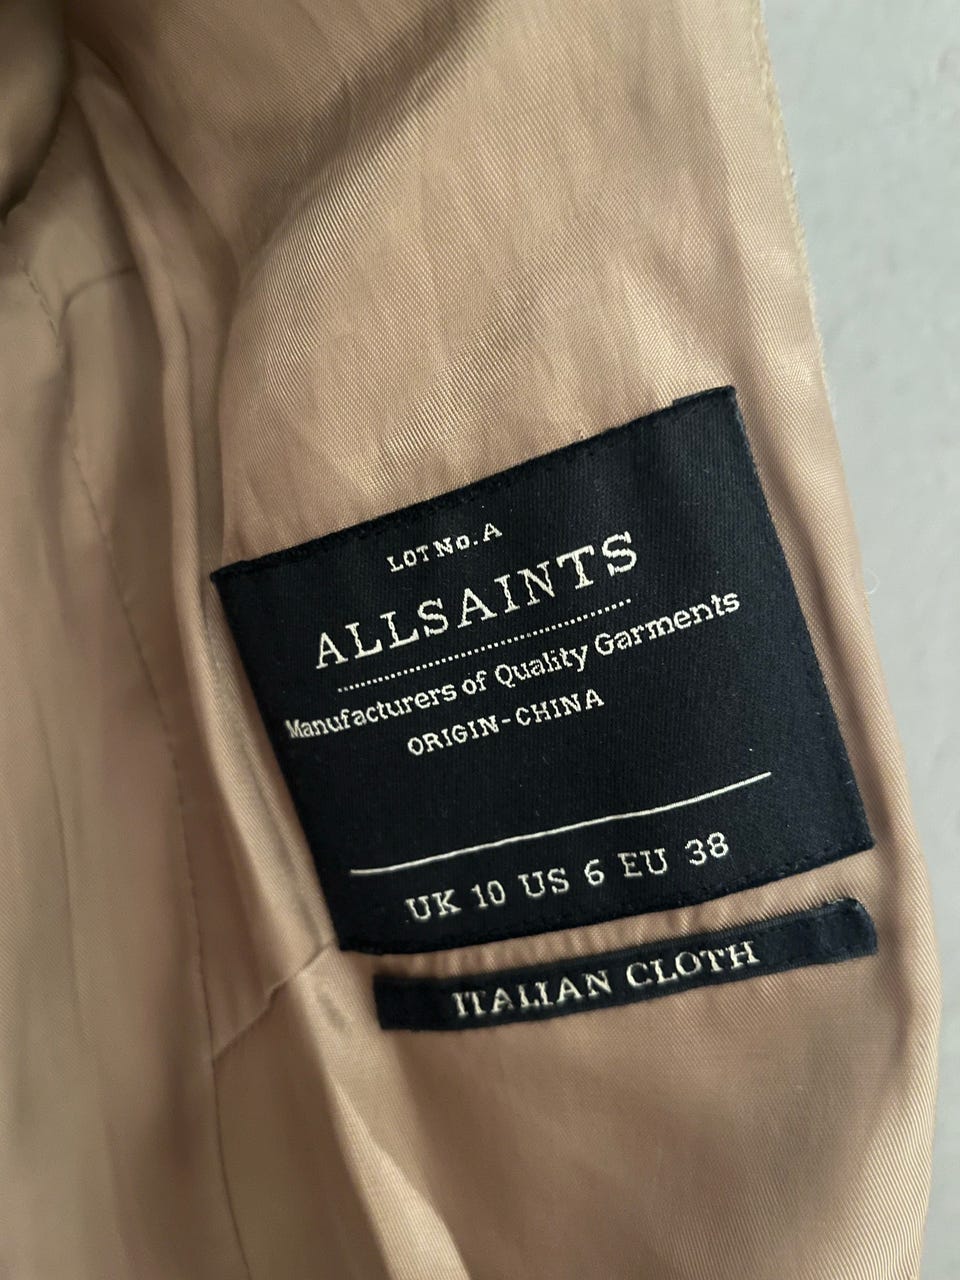 LOT No. A
ALLSAINTS
Manufacturers of Quality Garments
ORIGIN-CHINA
UK 10 US 6 EU 38
ITALIAN CLOTH